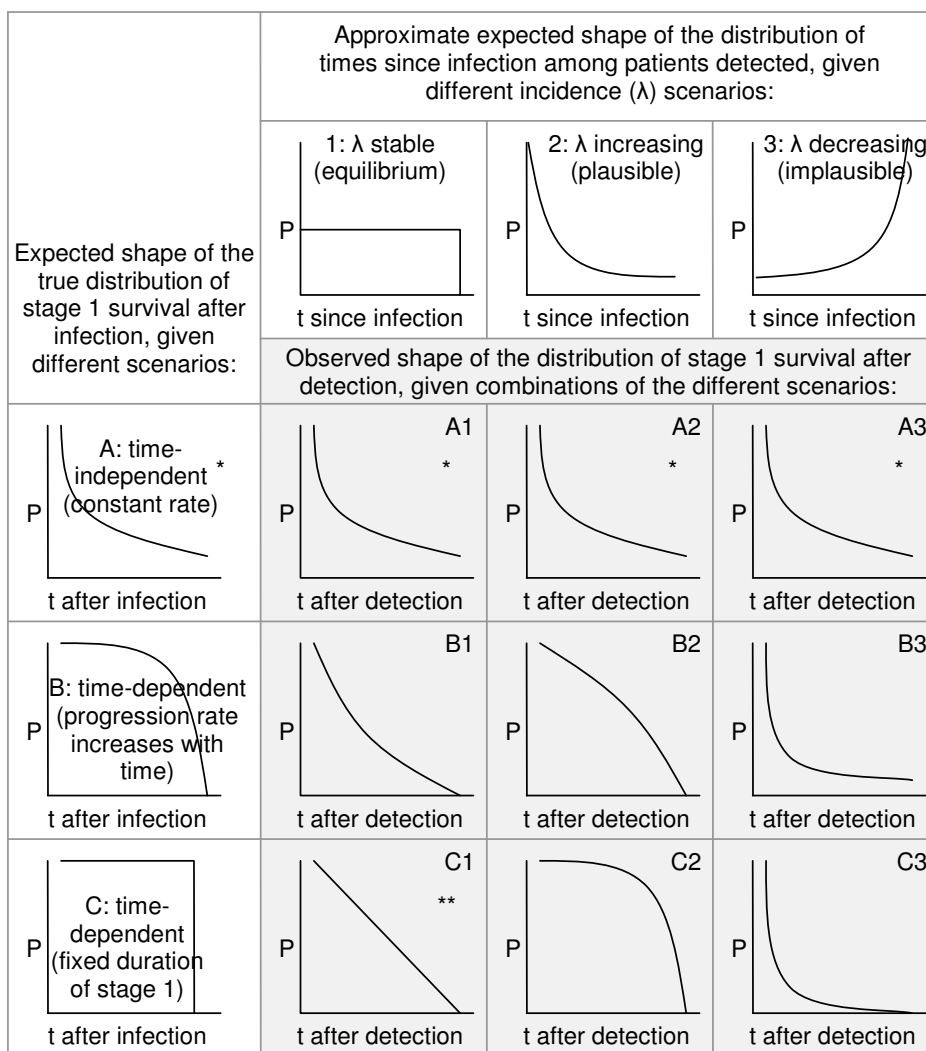 Approximate expected shape of the distribution of
times since infection among patients detected, given
different incidence (λ) scenarios:
Expected shape of the
true distribution of
stage 1 survival after
infection, given
different scenarios:
1: λ stable
(equilibrium)
P
t since infection
2: λ increasing
(plausible)
P
t since infection
3: λ decreasing
(implausible)
P
t since infection
Observed shape of the distribution of stage 1 survival after
detection, given combinations of the different scenarios:
A: time-
independent *
(constant rate)
P
t after infection
A1
*
P
t after detection
A2
*
P
t after detection
A3
*
P
t after detection
B: time-dependent
(progression rate
increases with
time)
P
t after infection
B1
P
t after detection
B2
P
t after detection
B3
P
t after detection
C: time-
dependent
(fixed duration
of stage 1)
P
t after infection
C1
**
P
t after detection
C2
P
t after detection
C3
P
t after detection